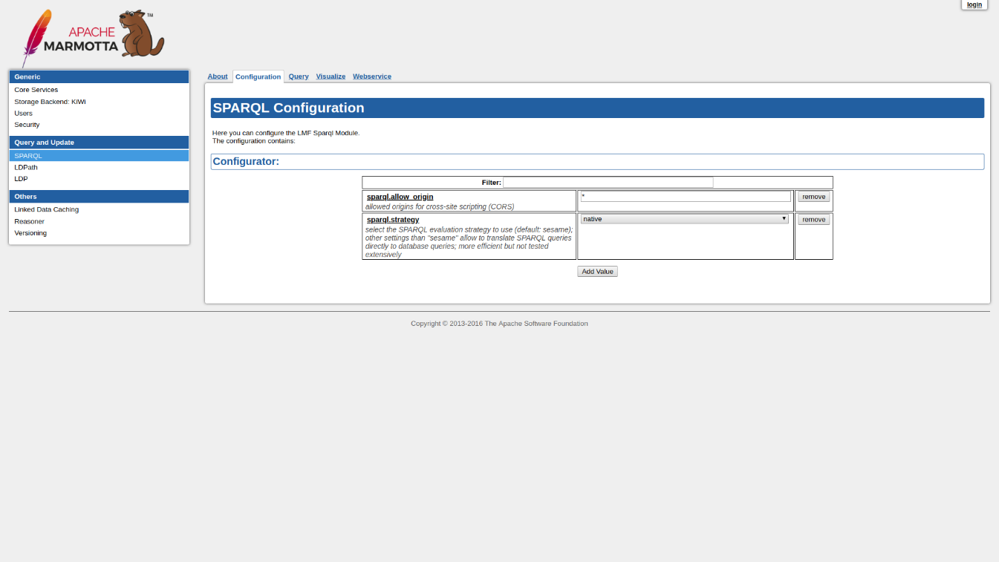 login
APACHE
MARMOTTA
TM
Generic
Core Services
Storage Backend: KiWi
Users
Security
Query and Update
SPARQL
LDPath
LDP
Others
Linked Data Caching
Reasoner
Versioning
About Configuration Query Visualize Webservice
SPARQL Configuration
Here you can configure the LMF Sparql Module.
The configuration contains:
Configurator:
Filter:
sparql.allow_origin
allowed origins for cross-site scripting (CORS)
*
remove
sparql.strategy
select the SPARQL evaluation strategy to use (default: sesame);
other settings than "sesame" allow to translate SPARQL queries
directly to database queries; more efficient but not tested
extensively
native
remove
Add Value
Copyright © 2013-2016 The Apache Software Foundation